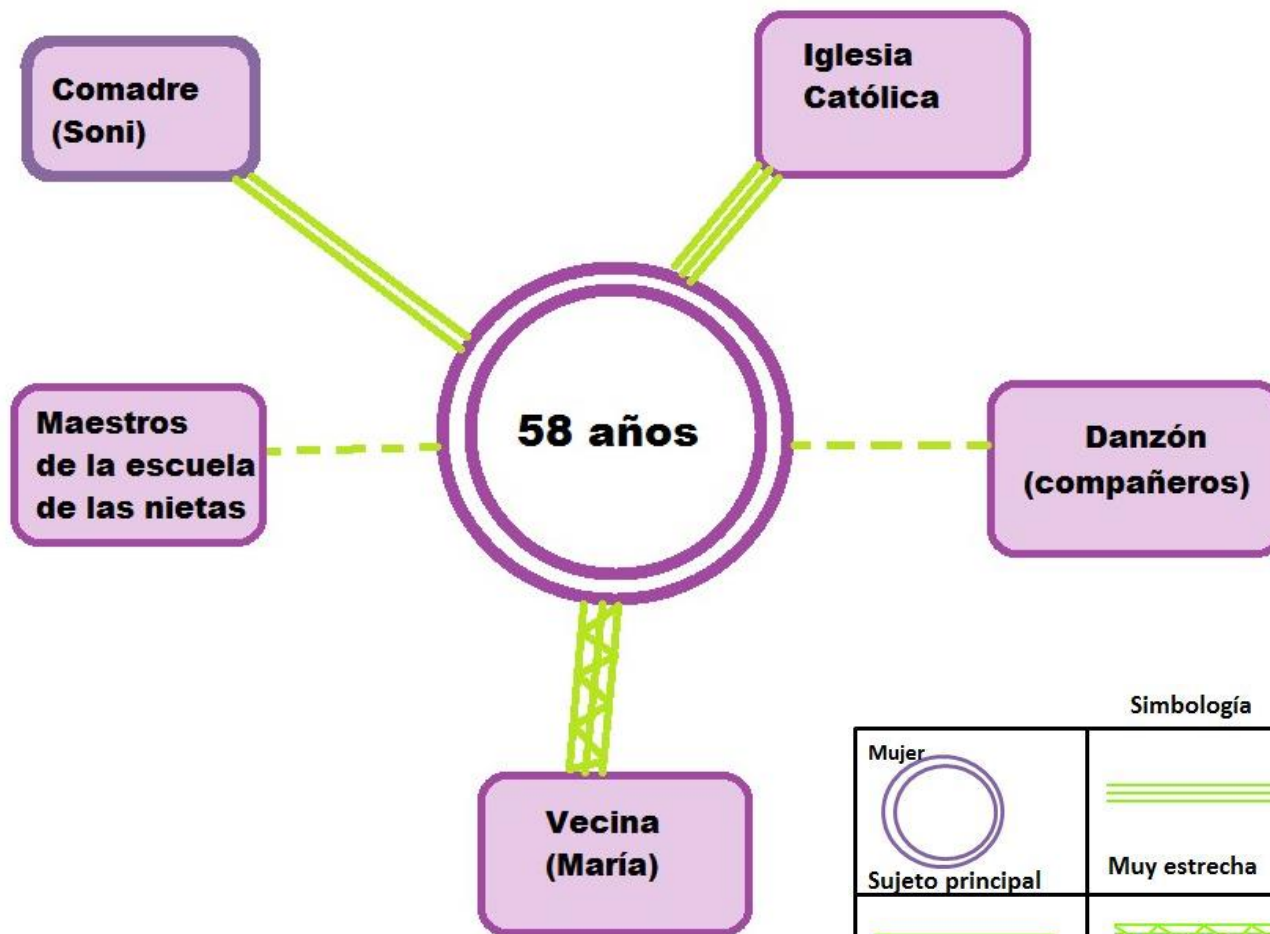 Comadre
(Soni)
Iglesia
Católica
Maestros
de la escuela
de las nietas
58 años
Danzón
(compañeros)
Vecina
(María)
Simbología
Mujer
Sujeto principal
Muy estrecha